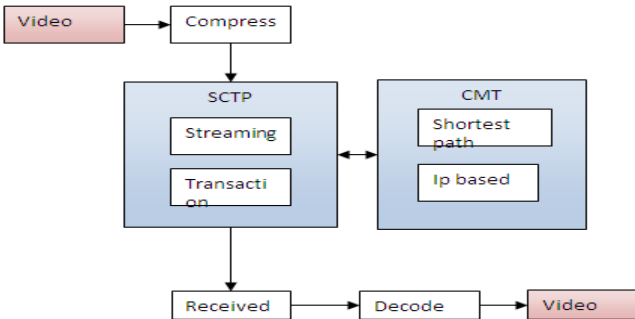 Video
Compress
SCTP
CMT
Streaming
Shortest
path
Transacti
on
Ip based
Received
Decode
Video